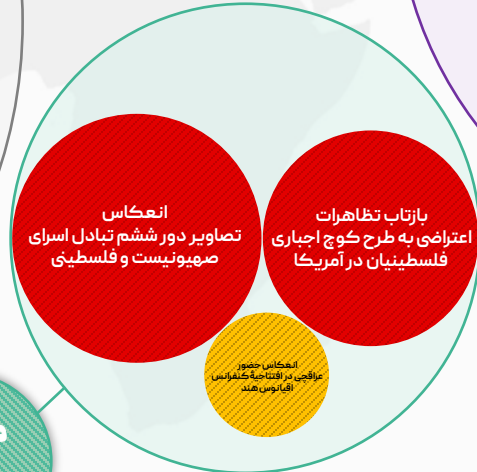 بازتاب تظاهرات
اعتراضی به طرح کوچ اجباری
فلسطینیان در آمریکا
انعکاس
تصاویر دور ششم تبادل اسرای
صهیونیست و فلسطینی
انعکاس حضور
عراقچی در افتتاحیهٔ کنفرانس
اقیانوس هند